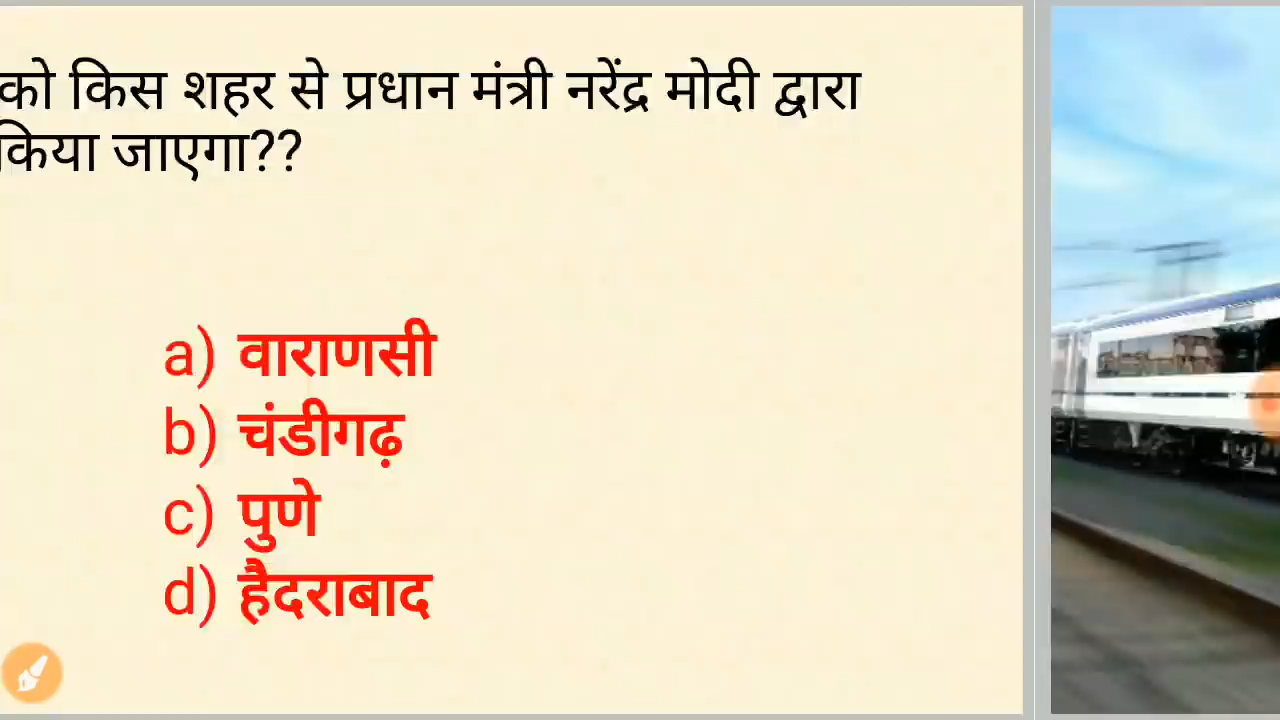 को किस शहर से प्रधान मंत्री नरेंद्र मोदी द्वारा
किया जाएगा??
a) वाराणसी
b) चंडीगढ़
c) पुणे
d) हैदराबाद